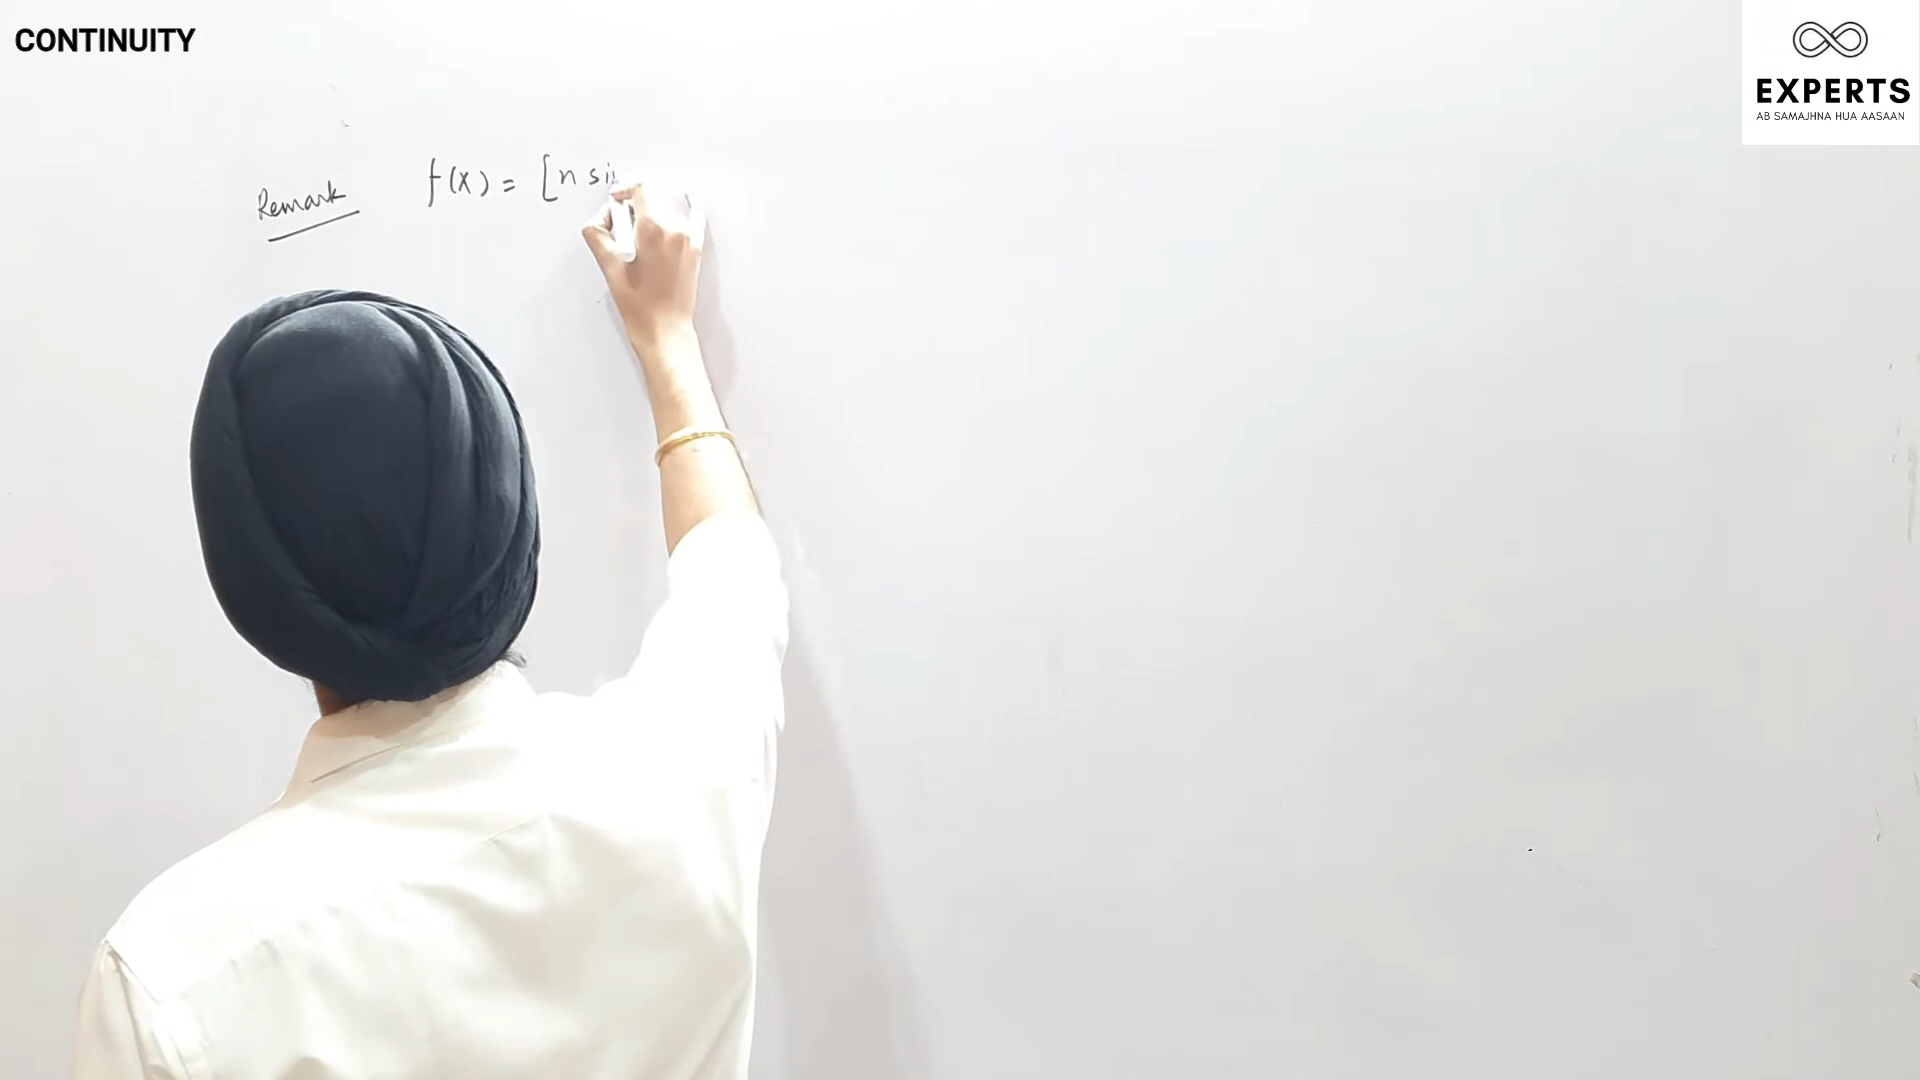 CONTINUITY
EXPERTS
AB SAMAJHNA HUA AASAAN
Remark f(x) = [n si